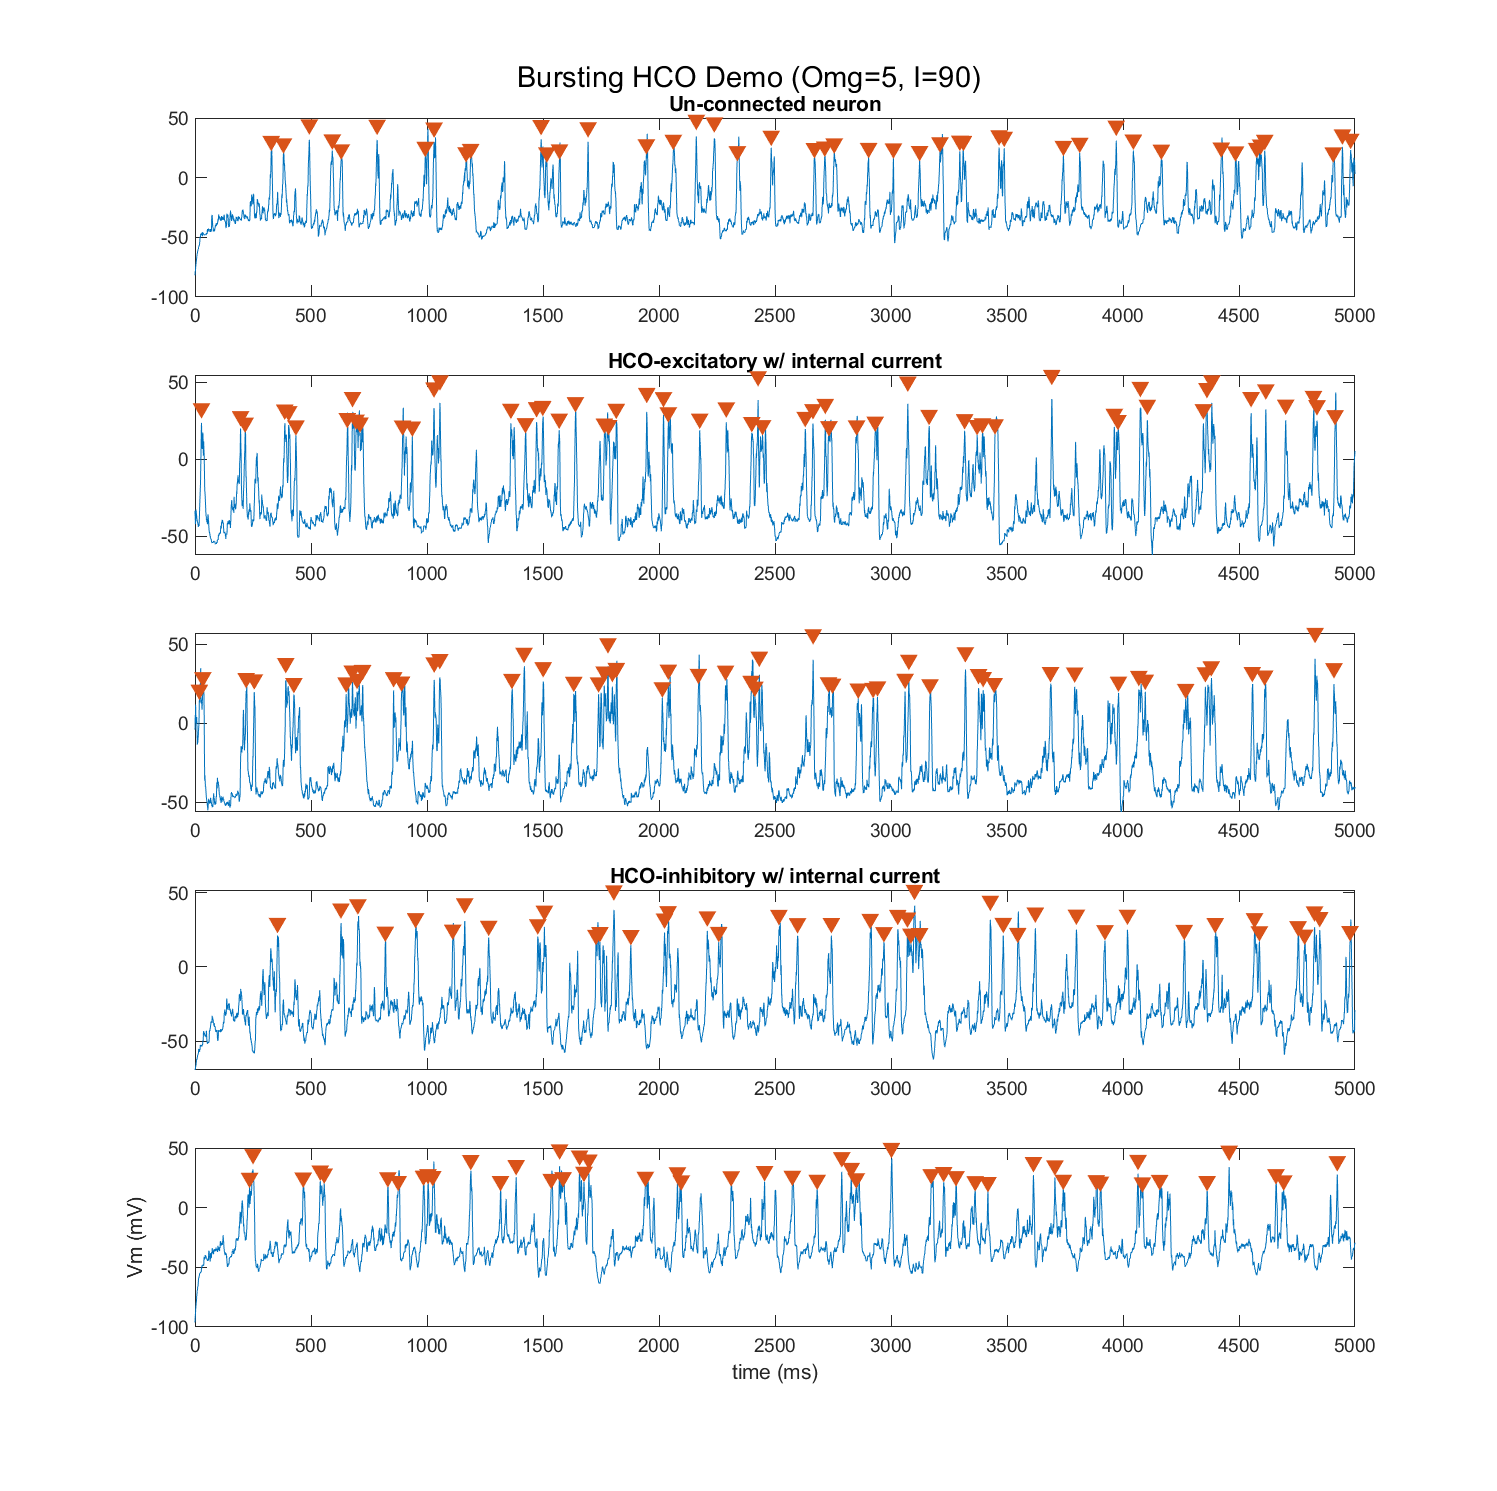 Bursting HCO Demo (Omg=5, I=90)
Un-connected neuron
50
0
-50
-100
0 500 1000 1500 2000 2500 3000 3500 4000 4500 5000
HCO-excitatory w/ internal current
50
0
-50
0 500 1000 1500 2000 2500 3000 3500 4000 4500 5000
50
0
-50
0 500 1000 1500 2000 2500 3000 3500 4000 4500 5000
HCO-inhibitory w/ internal current
50
0
-50
0 500 1000 1500 2000 2500 3000 3500 4000 4500 5000
50
0
-50
-100
Vm (mV)
0 500 1000 1500 2000 2500 3000 3500 4000 4500 5000
time (ms)